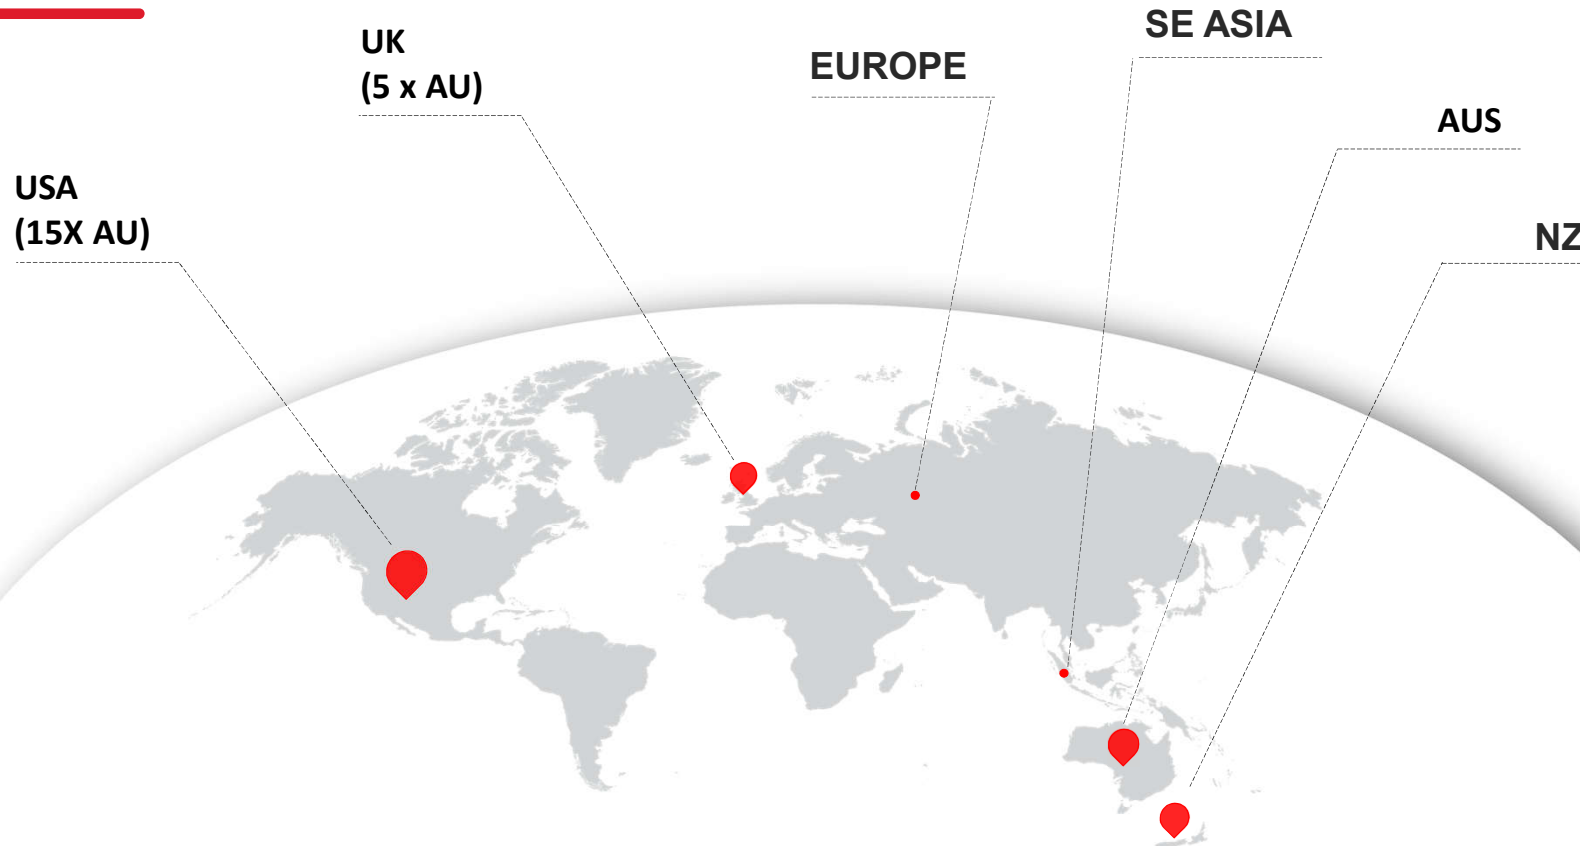 SE ASIA
UK
(5 x AU)
EUROPE
AUS
USA
(15X AU)
NZ